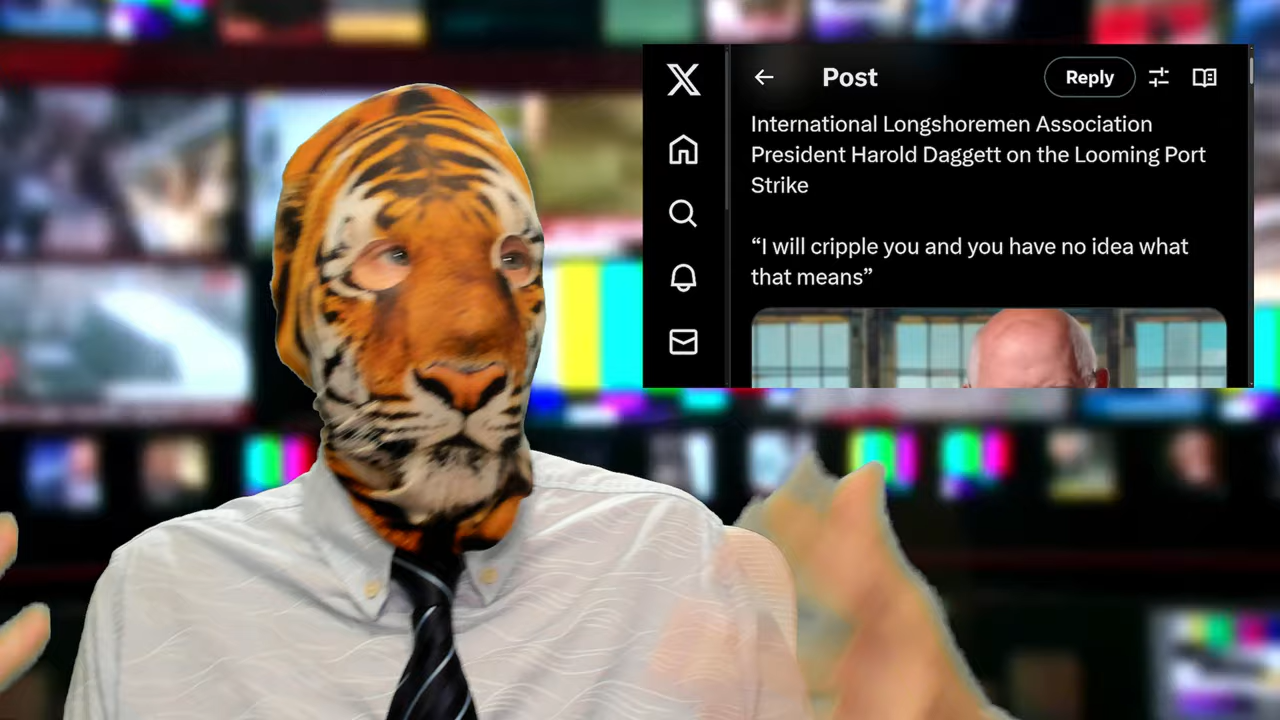 Post
Reply
International Longshoremen Association
President Harold Daggett on the Looming Port
Strike
“I will cripple you and you have no idea what
that means”